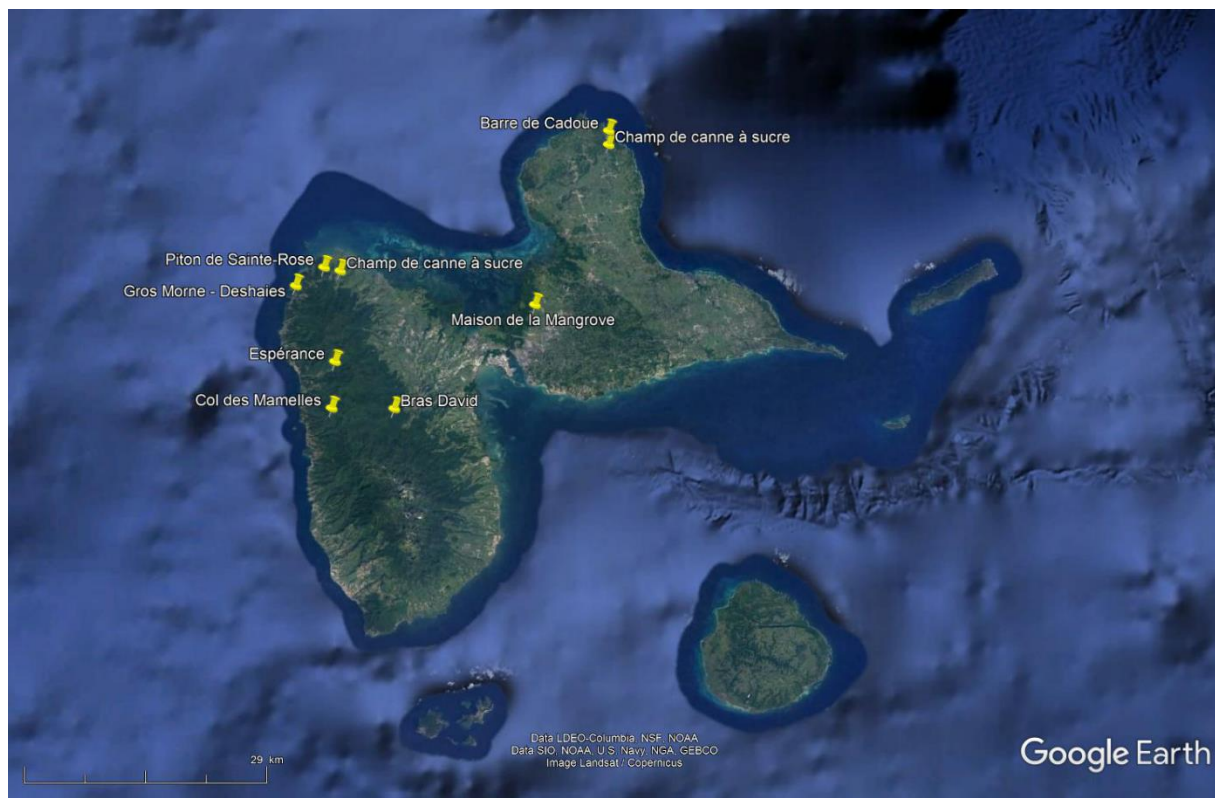 Barre de Cadoue
Champ de canne à sucre
Piton de Sainte-Rose
Champ de canne à sucre
Gros Morne - Deshaies
Maison de la Mangrove
Espérance
Col des Mamelles
Bras David
29 km
Data LDEO-Columbia, NSF, NOAA
Data SIO, NOAA, U.S. Navy, NGA, GEBCO
Image Landsat / Copernicus
Google Earth